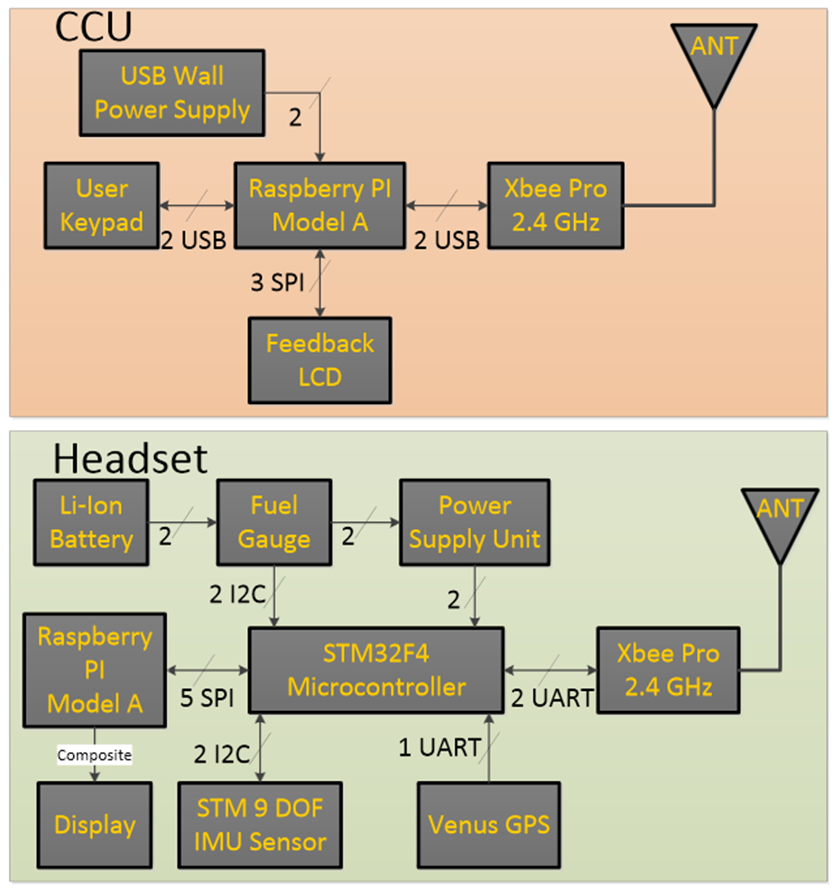 CCU
ANT
USB Wall
Power Supply
2
User
Keypad
2 USB
Raspberry PI
Model A
2 USB
Xbee Pro
2.4 GHz
3 SPI
Feedback
LCD
Headset
Li-Ion
Battery
2
Fuel
Gauge
2
Power
Supply Unit
ANT
2 I2C
2
Raspberry
PI
Model A
5 SPI
STM32F4
Microcontroller
2 UART
Xbee Pro
2.4 GHz
Composite
2 I2C
1 UART
Display
STM 9 DOF
IMU Sensor
Venus GPS